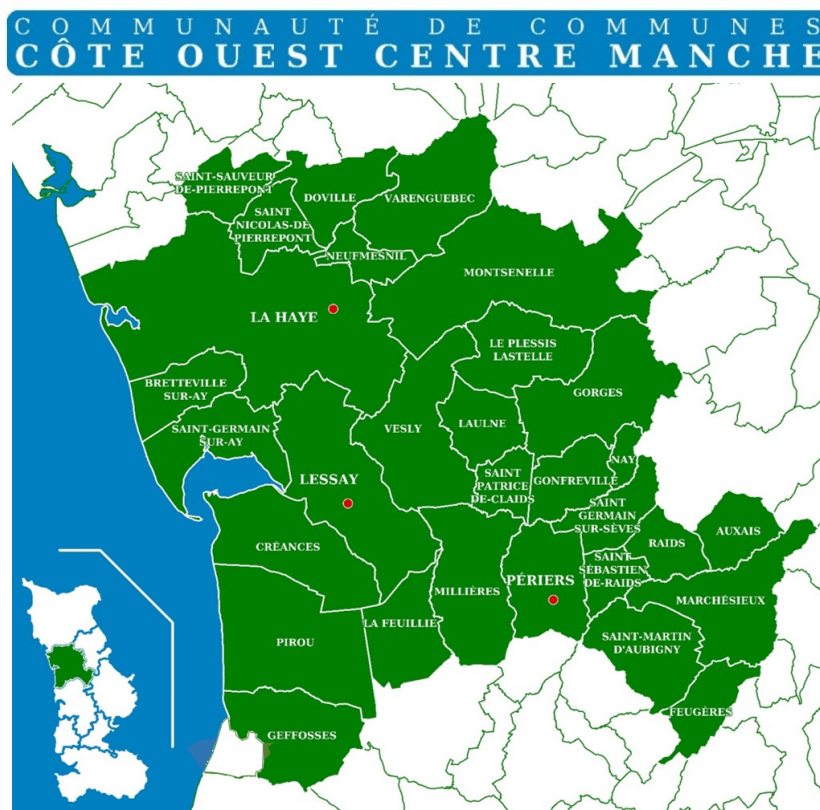 COMMUNAUTÉ DE COMMUNES
CÔTE OUEST CENTRE MANCHE
SAINT-SAUVEUR
DE-PIERREPONT
DOVILLE
VARENGUEBEC
SAINT
NICOLAS-DE
PIERREPONT
NEUFMESNIL
MONTSENELLE
LA HAYE
LE PLESSIS
LASTELLE
BRETTEVILLE
SUR-AY
GORGES
SAINT-GERMAIN
SUR-AY
VESLY
LAULNE
NAY
LESSAY
SAINT
PATRICE
DE-CLAIDS
GONFREVILLE
SAINT
GERMAIN
SUR-SÈVES
AUXAIS
CRÉANCES
RAIDS
SAINT
SÉBASTIEN
DE-RAIDS
PÉRIERS
MILLIÈRES
MARCHÉSIEUX
LA FEUILLIE
PIROU
SAINT-MARTIN
D'AUBIGNY
FEUGÈRES
GEFFOSSES